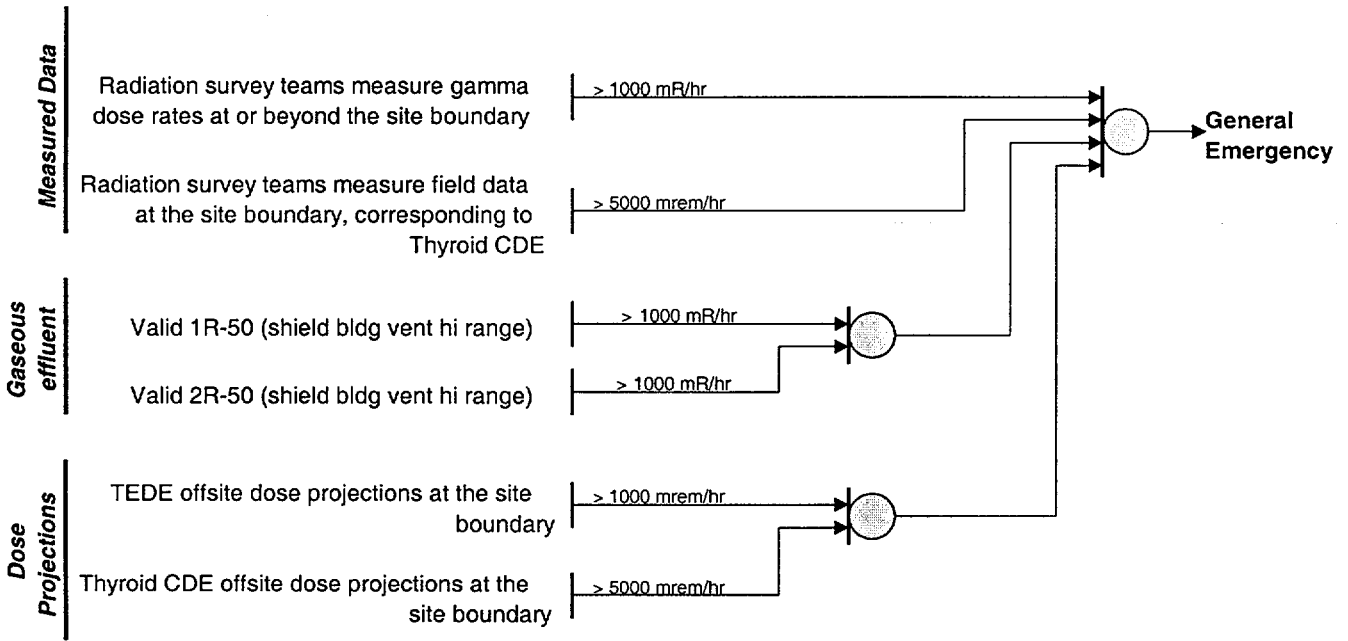 Measured Data
Radiation survey teams measure gamma
dose rates at or beyond the site boundary
> 1000 mR/hr
Radiation survey teams measure field data
at the site boundary, corresponding to
Thyroid CDE
> 5000 mrem/hr
General
Emergency
Gaseous
effluent
Valid 1R-50 (shield bldg vent hi range)
> 1000 mR/hr
Valid 2R-50 (shield bldg vent hi range)
> 1000 mR/hr
Dose
Projections
TEDE offsite dose projections at the site
boundary
> 1000 mrem/hr
Thyroid CDE offsite dose projections at the
site boundary
> 5000 mrem/hr